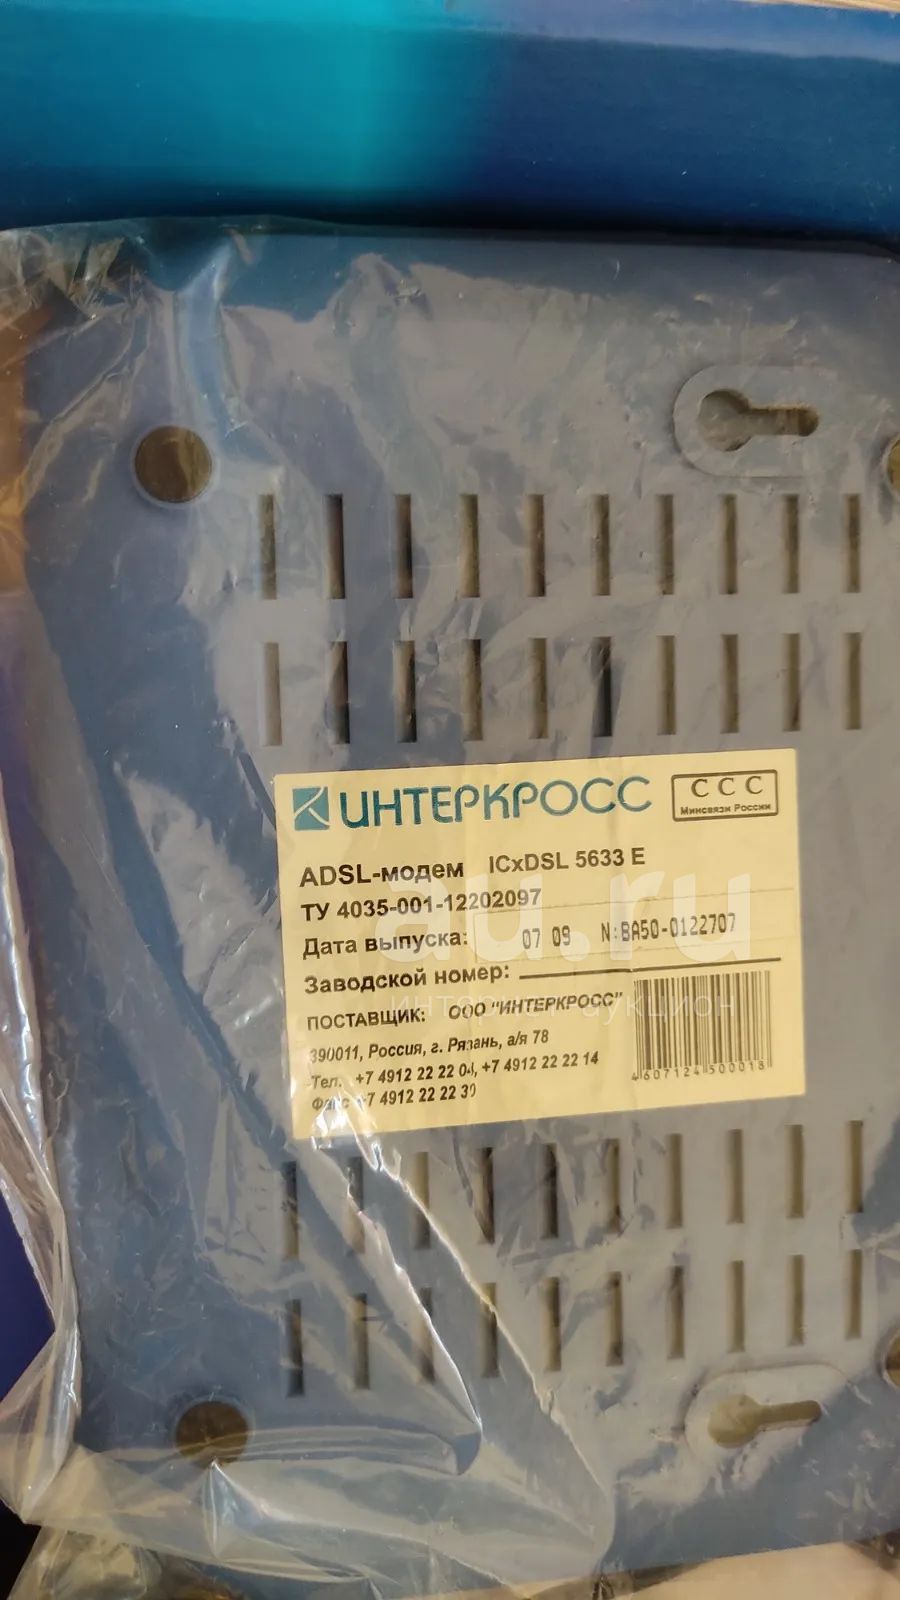 ИНТЕРКРОСС
ССС
Минсвязи России
ADSL-модем ICxDSL 5633 E
ТУ 4035-001-12202097
Дата выпуска: 07 09 N:BA50-0122707
Заводской номер:
ПОСТАВЩИК: ООО "ИНТЕРКРОСС"
390011, Россия, г. Рязань, а/я 78
Тел. +7 4912 22 22 04, +7 4912 22 22 14
Факс +7 4912 22 22 30
4607124500018
au.ru
интернет аукцион